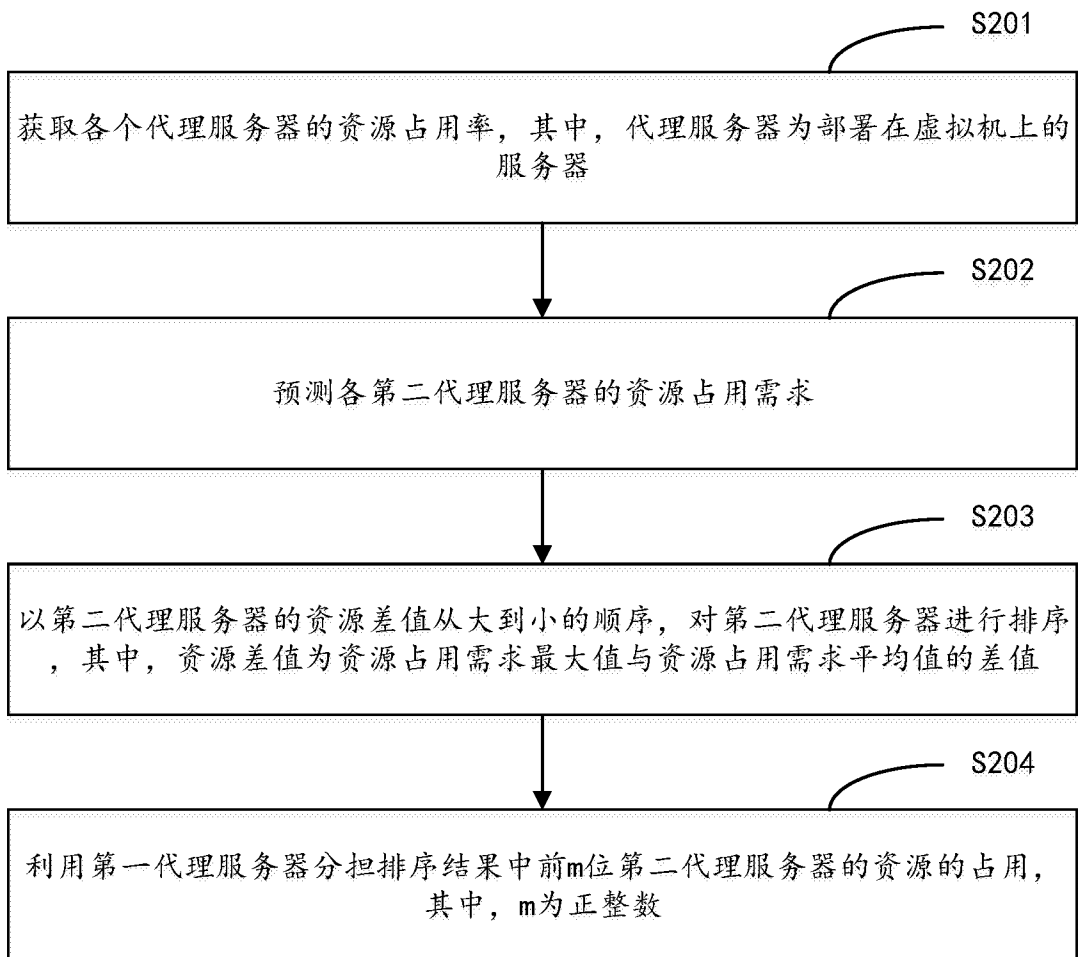 S201
获取各个代理服务器的资源占用率，其中，代理服务器为部署在虚拟机上的
服务器
S202
预测各第二代理服务器的资源占用需求
S203
以第二代理服务器的资源差值从大到小的顺序，对第二代理服务器进行排序
，其中，资源差值为资源占用需求最大值与资源占用需求平均值的差值
S204
利用第一代理服务器分担排序结果中前m位第二代理服务器的资源的占用，
其中，m为正整数